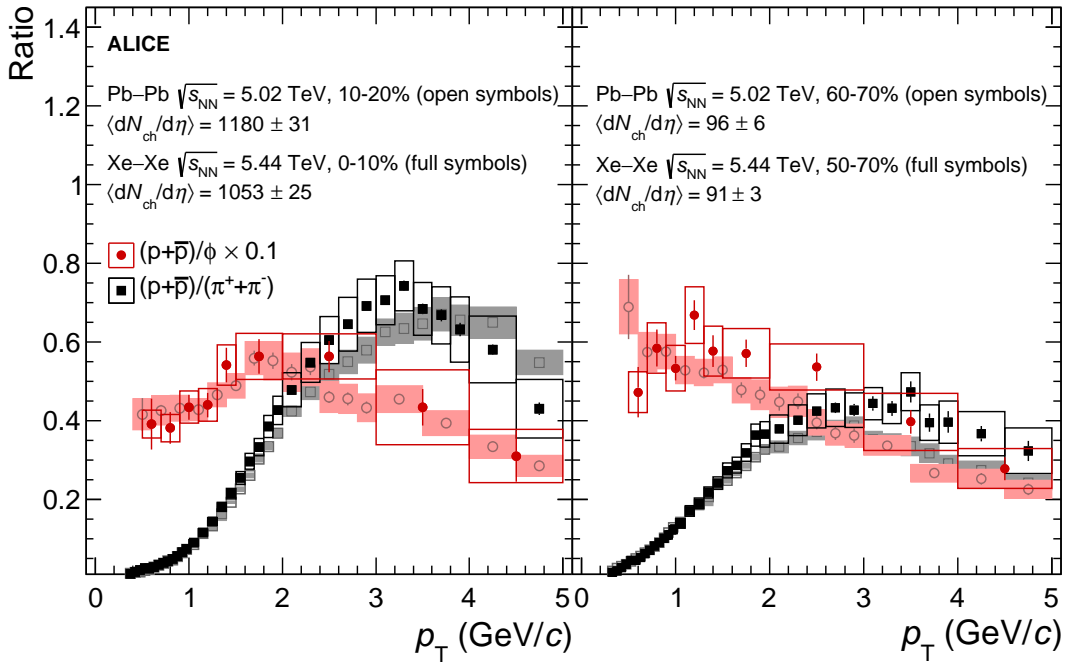 Ratio
1.4
1.2
1
0.8
0.6
0.4
0.2
ALICE
Pb–Pb √sNN = 5.02 TeV, 10-20% (open symbols)
⟨dNch/dη⟩ = 1180 ± 31
Xe–Xe √sNN = 5.44 TeV, 0-10% (full symbols)
⟨dNch/dη⟩ = 1053 ± 25
(p+p̅)/ϕ × 0.1
(p+p̅)/(π⁺+π⁻)
0 1 2 3 4 5
pT (GeV/c)
Pb–Pb √sNN = 5.02 TeV, 60-70% (open symbols)
⟨dNch/dη⟩ = 96 ± 6
Xe–Xe √sNN = 5.44 TeV, 50-70% (full symbols)
⟨dNch/dη⟩ = 91 ± 3
1 2 3 4 5
pT (GeV/c)